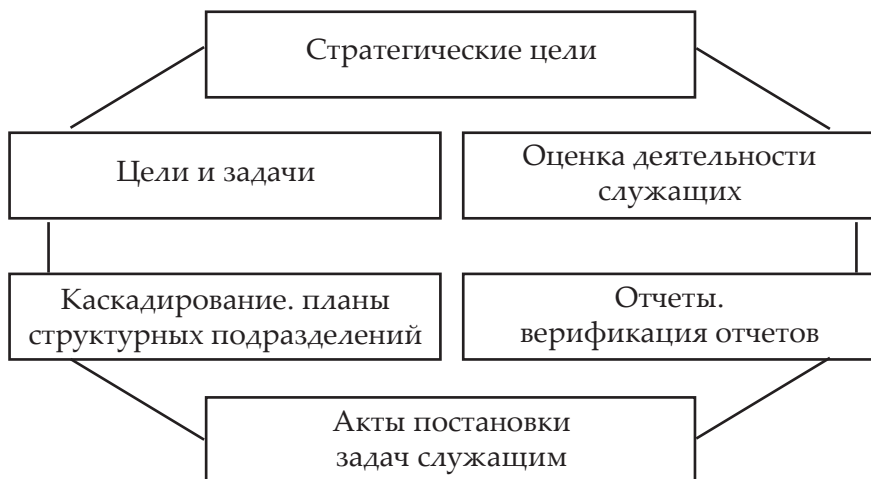 Стратегические цели
Цели и задачи
Оценка деятельности
служащих
Каскадирование. планы
структурных подразделений
Отчеты.
верификация отчетов
Акты постановки
задач служащим